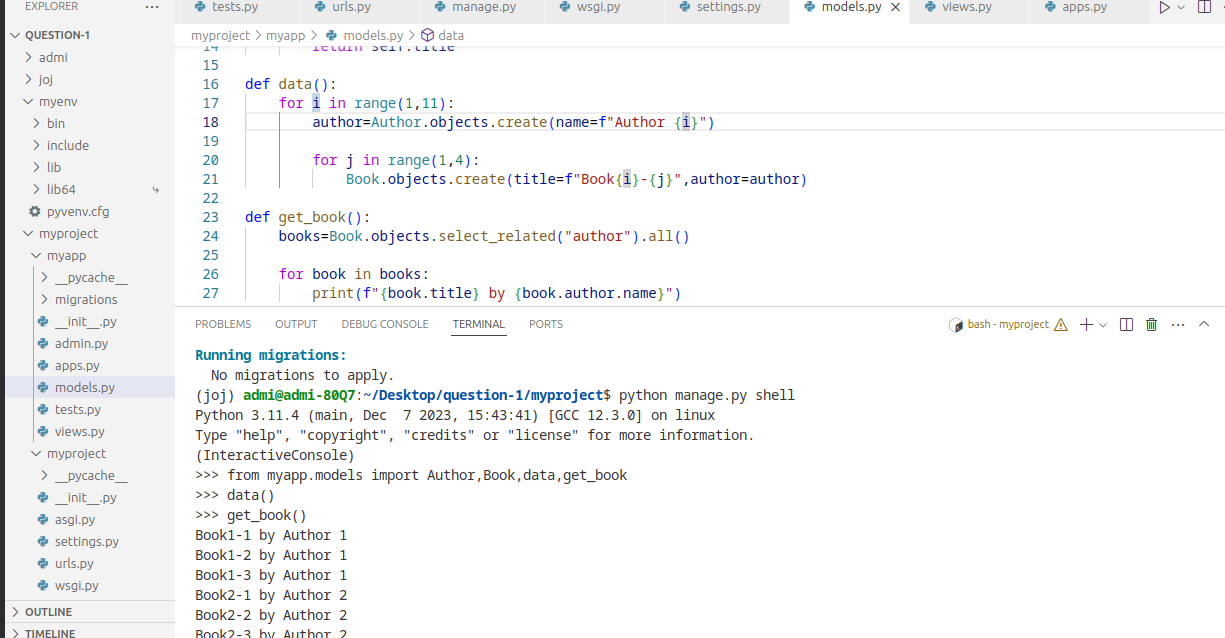 EXPLORER
QUESTION-1
admi
joj
myenv
bin
include
lib
lib64
pyvenv.cfg
myproject
myapp
__pycache__
migrations
__init__.py
admin.py
apps.py
models.py
tests.py
views.py
myproject
__pycache__
__init__.py
asgi.py
settings.py
urls.py
wsgi.py
OUTLINE
TIMELINE
tests.py urls.py manage.py wsgi.py settings.py models.py views.py apps.py
myproject > myapp > models.py > data
14 return self.title
15
16 def data():
17 for i in range(1,11):
18 author=Author.objects.create(name=f"Author {i}")
19
20 for j in range(1,4):
21 Book.objects.create(title=f"Book{i}-{j}",author=author)
22
23 def get_book():
24 books=Book.objects.select_related("author").all()
25
26 for book in books:
27 print(f"{book.title} by {book.author.name}")
PROBLEMS OUTPUT DEBUG CONSOLE TERMINAL PORTS bash - myproject
Running migrations:
No migrations to apply.
(joj) admi@admi-80Q7:~/Desktop/question-1/myproject$ python manage.py shell
Python 3.11.4 (main, Dec  7 2023, 15:43:41) [GCC 12.3.0] on linux
Type "help", "copyright", "credits" or "license" for more information.
(InteractiveConsole)
>>> from myapp.models import Author,Book,data,get_book
>>> data()
>>> get_book()
Book1-1 by Author 1
Book1-2 by Author 1
Book1-3 by Author 1
Book2-1 by Author 2
Book2-2 by Author 2
Book2-3 by Author 2